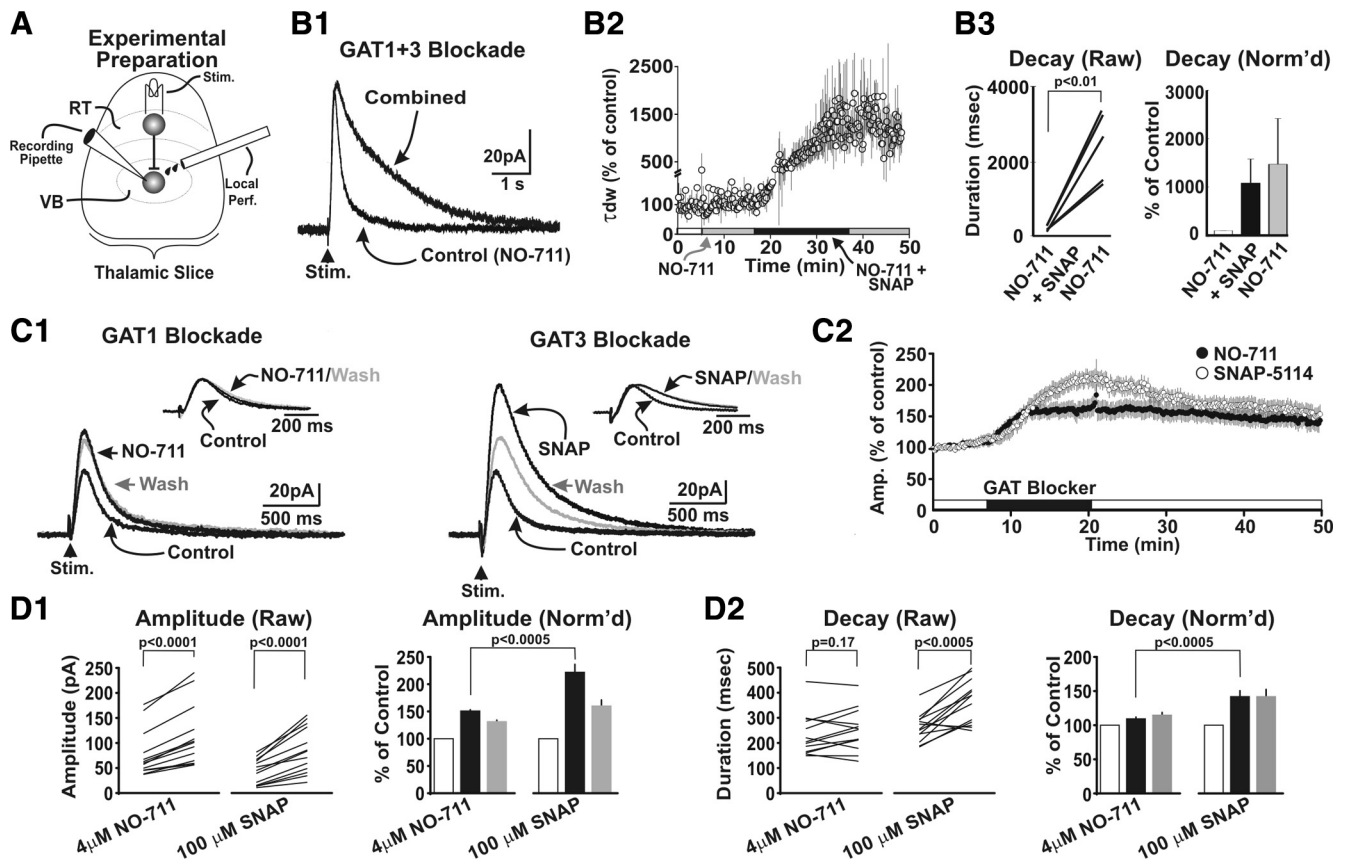 A
Experimental
Preparation
Stim.
RT
Recording
Pipette
Local
Perf.
VB
Thalamic Slice
B1
GAT1+3 Blockade
Combined
20pA
1 s
Control (NO-711)
Stim.
B2
τdw (% of control)
2500
1500
500
100
0
0 10 20 30 40 50
NO-711
Time (min)
NO-711 +
SNAP
B3
Decay (Raw)
p<0.01
Duration (msec)
4000
2000
0
NO-711
+ SNAP
NO-711
Decay (Norm'd)
% of Control
3000
2000
1000
0
NO-711
+ SNAP
NO-711
C1
GAT1 Blockade
NO-711/Wash
Control
200 ms
NO-711
Wash
20pA
500 ms
Control
Stim.
GAT3 Blockade
SNAP/Wash
Control
200 ms
SNAP
Wash
20pA
500 ms
Control
Stim.
C2
Amp. (% of control)
250
200
150
100
50
0
NO-711
SNAP-5114
GAT Blocker
0 10 20 30 40 50
Time (min)
D1
Amplitude (Raw)
p<0.0001 p<0.0001
Amplitude (pA)
250
200
150
100
50
0
4μM NO-711
100 μM SNAP
Amplitude (Norm'd)
p<0.0005
% of Control
250
200
150
100
50
0
4μM NO-711
100 μM SNAP
D2
Decay (Raw)
p=0.17 p<0.0005
Duration (msec)
500
400
300
200
100
0
4μM NO-711
100 μM SNAP
Decay (Norm'd)
p<0.0005
% of Control
200
150
100
50
0
4μM NO-711
100 μM SNAP